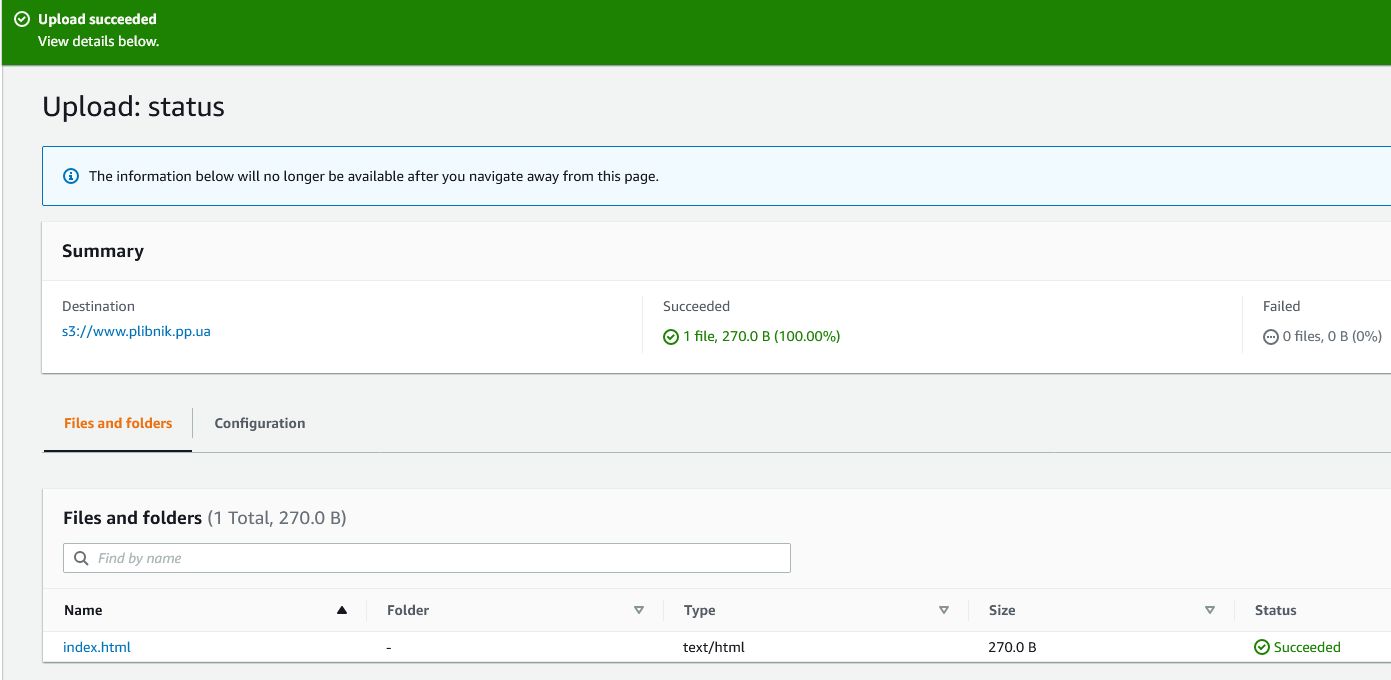 Upload succeeded
View details below.
Upload: status
The information below will no longer be available after you navigate away from this page.
Summary
Destination
s3://www.plibnik.pp.ua
Succeeded
1 file, 270.0 B (100.00%)
Failed
0 files, 0 B (0%)
Files and folders
Configuration
Files and folders (1 Total, 270.0 B)
Find by name
Name Folder Type Size Status
index.html - text/html 270.0 B Succeeded